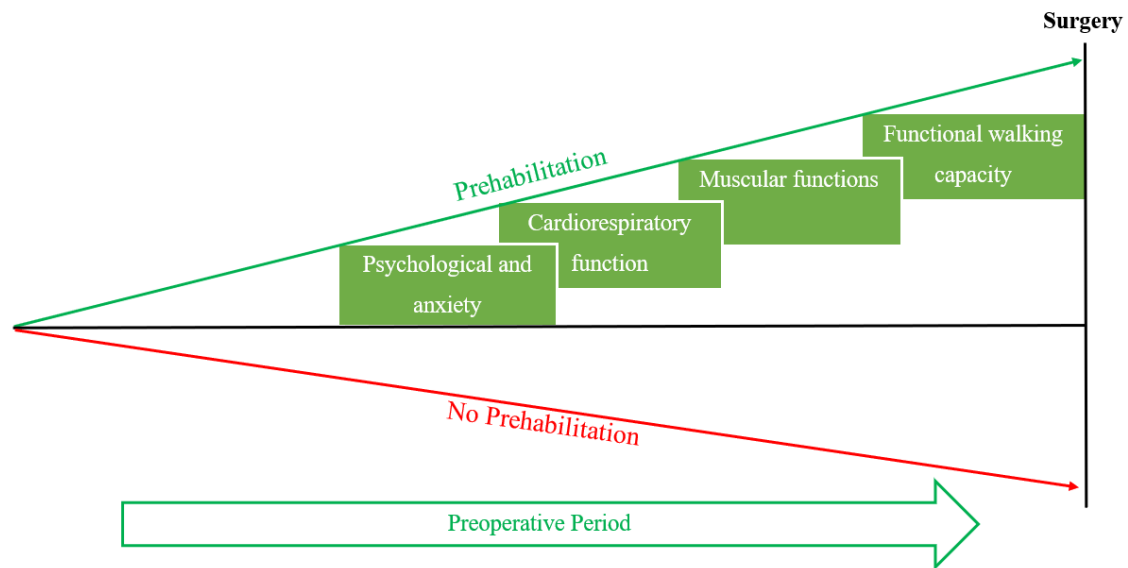 Surgery
Functional walking
capacity
Prehabilitation
Muscular functions
Cardiorespiratory
function
Psychological and
anxiety
No Prehabilitation
Preoperative Period